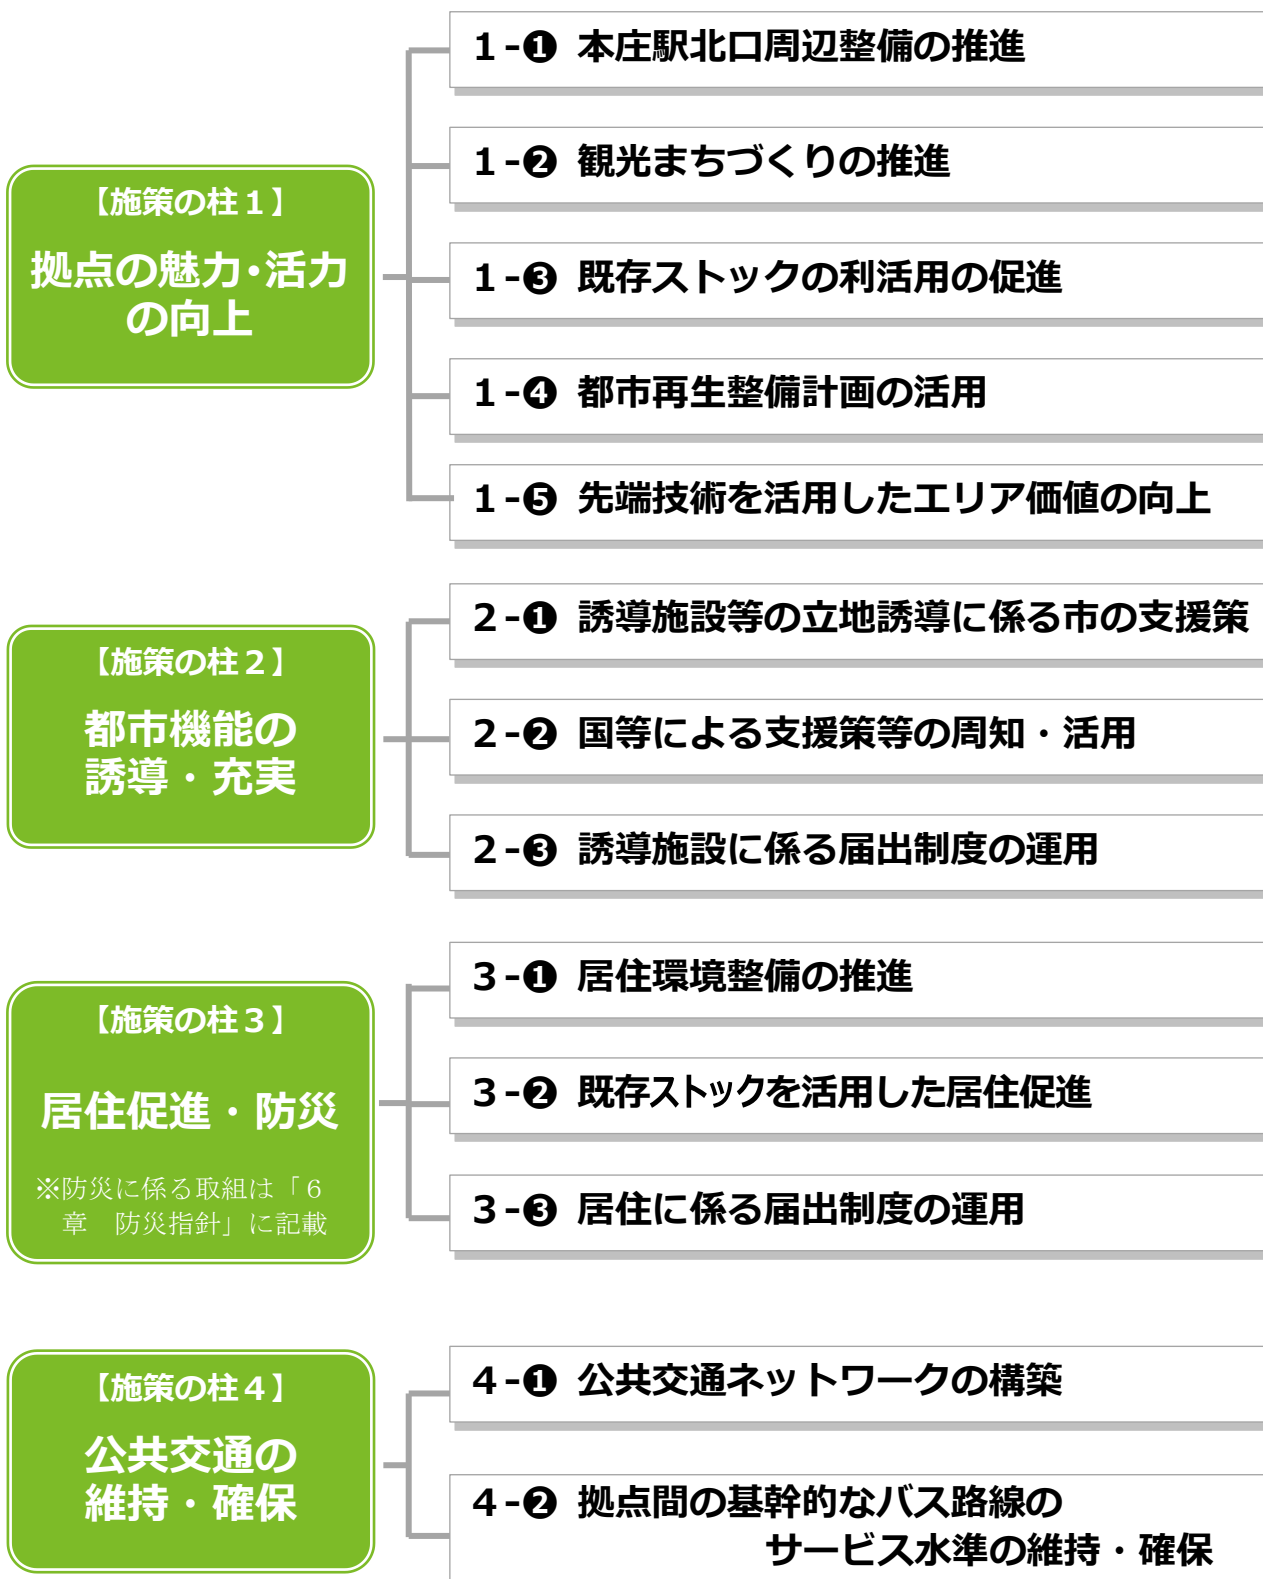 【施策の柱１】
拠点の魅力・活力
の向上
１-❶ 本庄駅北口周辺整備の推進
１-❷ 観光まちづくりの推進
１-❸ 既存ストックの利活用の促進
１-❹ 都市再生整備計画の活用
１-❺ 先端技術を活用したエリア価値の向上
【施策の柱２】
都市機能の
誘導・充実
２-❶ 誘導施設等の立地誘導に係る市の支援策
２-❷ 国等による支援策等の周知・活用
２-❸ 誘導施設に係る届出制度の運用
【施策の柱３】
居住促進・防災
※防災に係る取組は「６
章　防災指針」に記載
３-❶ 居住環境整備の推進
３-❷ 既存ストックを活用した居住促進
３-❸ 居住に係る届出制度の運用
【施策の柱４】
公共交通の
維持・確保
４-❶ 公共交通ネットワークの構築
４-❷ 拠点間の基幹的なバス路線の
サービス水準の維持・確保